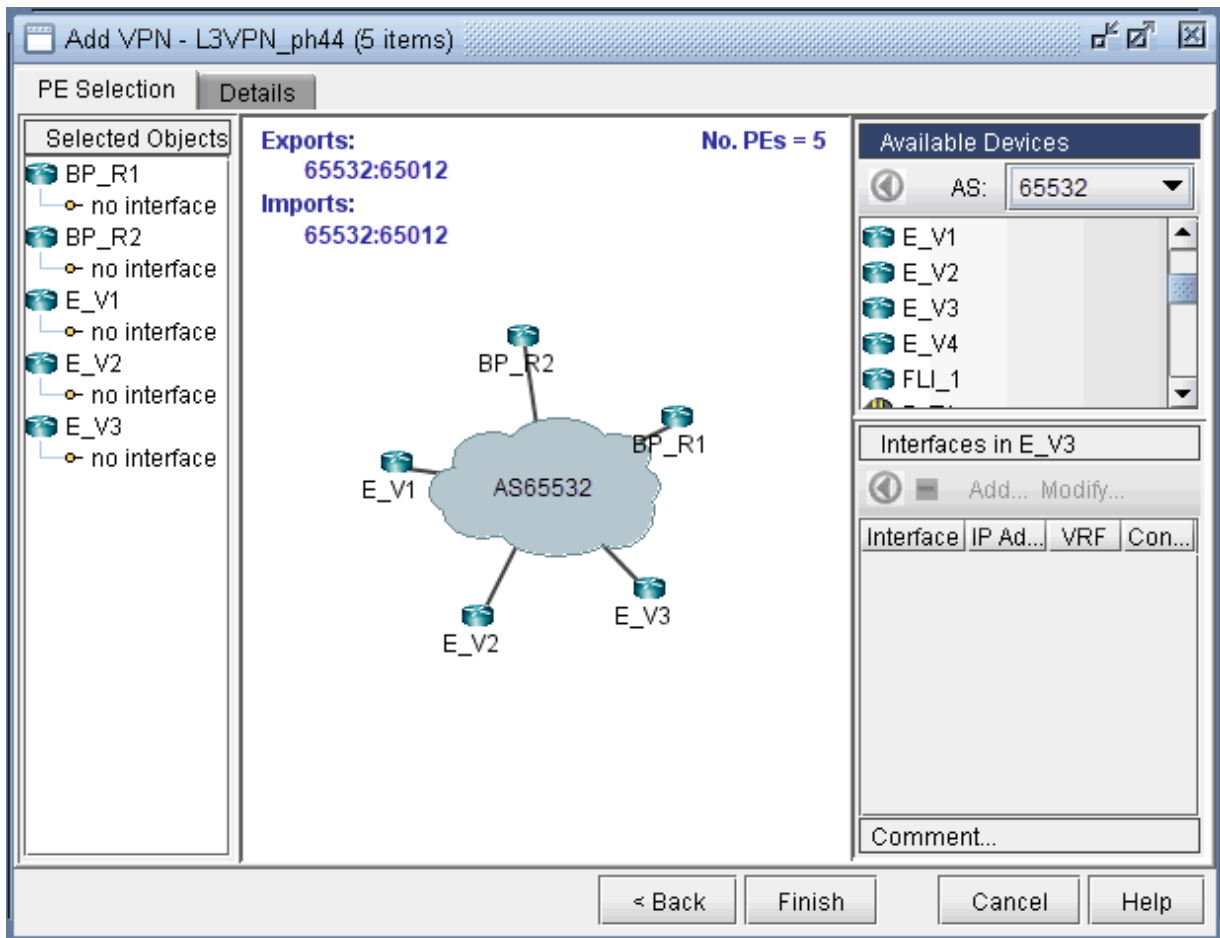 Add VPN - L3VPN_ph44 (5 items)
PE Selection
Details
Selected Objects
BP_R1
no interface
BP_R2
no interface
E_V1
no interface
E_V2
no interface
E_V3
no interface
Exports:
65532:65012
Imports:
65532:65012
No. PEs = 5
BP_R2
BP_R1
E_V1
AS65532
E_V2
E_V3
Available Devices
AS: 65532
E_V1
E_V2
E_V3
E_V4
FLI_1
Interfaces in E_V3
Add... Modify...
Interface IP Ad... VRF Con...
Comment...
< Back Finish Cancel Help